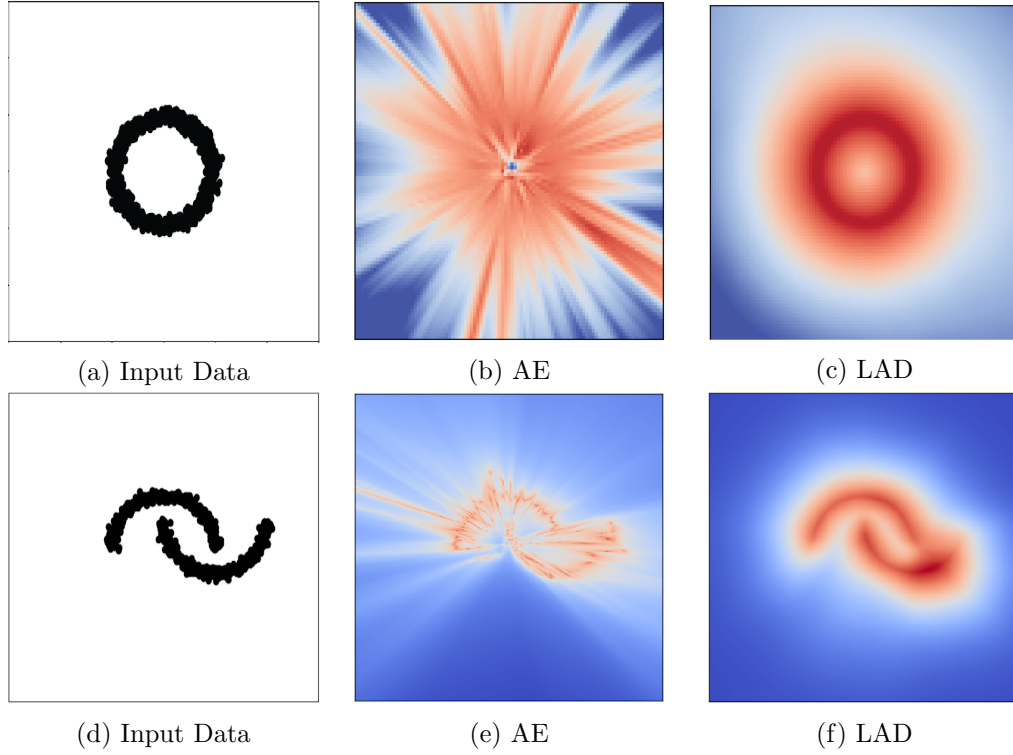 (a) Input Data
(b) AE
(c) LAD
(d) Input Data
(e) AE
(f) LAD